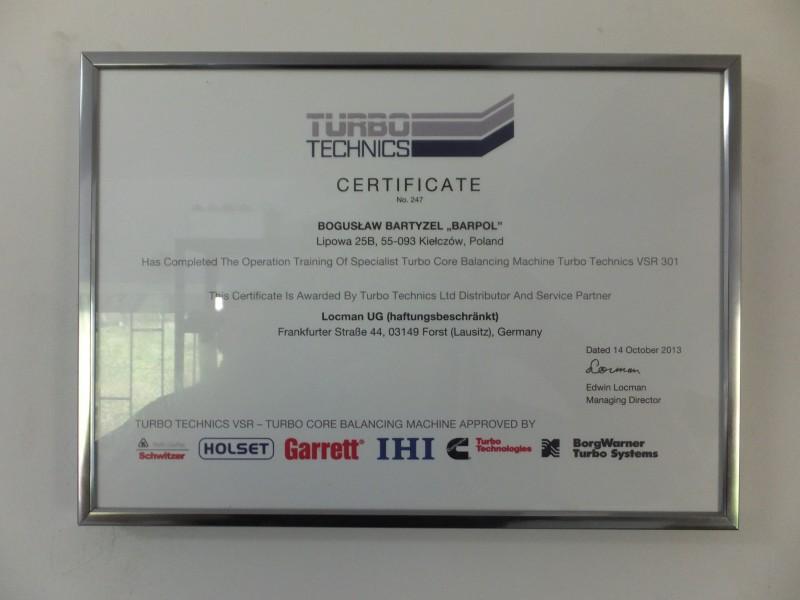 TURBO
TECHNICS
CERTIFICATE
No. 247
BOGUSŁAW BARTYZEL „BARPOL"
Lipowa 25B, 55-093 Kiełczów, Poland
Has Completed The Operation Training Of Specialist Turbo Core Balancing Machine Turbo Technics VSR 301
This Certificate Is Awarded By Turbo Technics Ltd Distributor And Service Partner
Locman UG (haftungsbeschränkt)
Frankfurter Straße 44, 03149 Forst (Lausitz), Germany
Dated 14 October 2013
Locman
Edwin Locman
Managing Director
TURBO TECHNICS VSR – TURBO CORE BALANCING MACHINE APPROVED BY
Schwitzer
HOLSET
Garrett®
IHI
Turbo
Technologies
BorgWarner
Turbo Systems